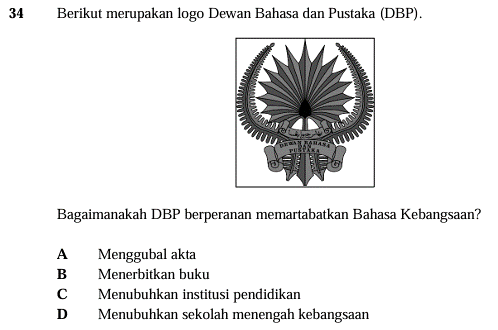 34 Berikut merupakan logo Dewan Bahasa dan Pustaka (DBP).
DEWAN BAHASA
DAN
PUSTAKA
Bagaimanakah DBP berperanan memartabatkan Bahasa Kebangsaan?
A Menggubal akta
B Menerbitkan buku
C Menubuhkan institusi pendidikan
D Menubuhkan sekolah menengah kebangsaan